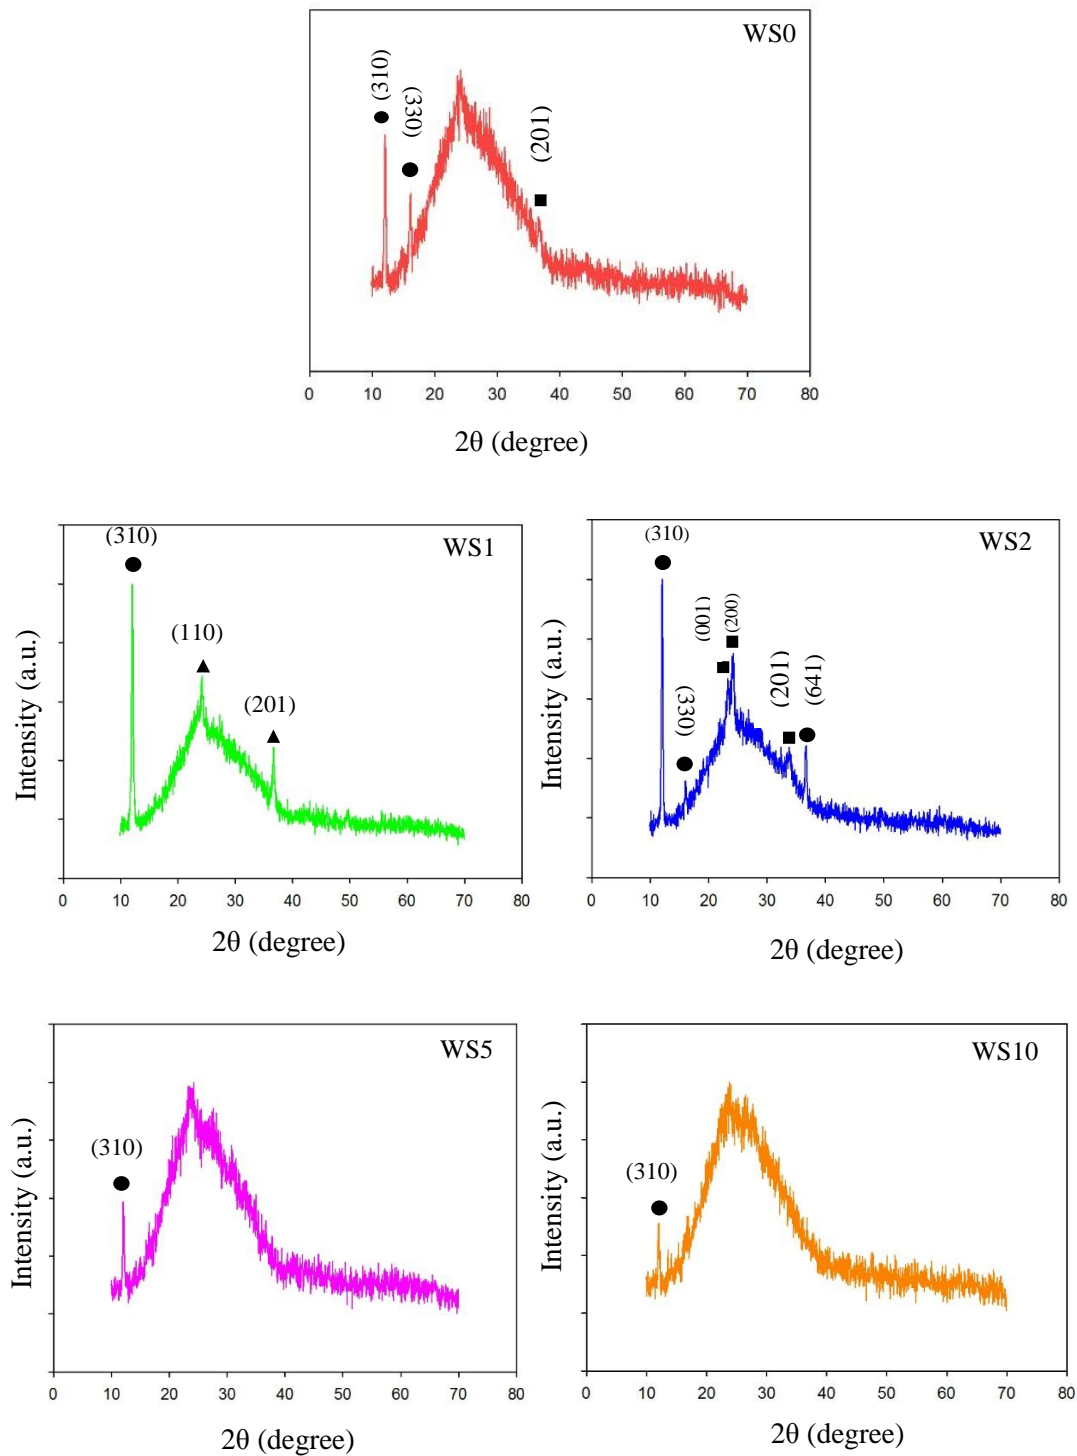 WS0
(310)
(330)
(201)
0 10 20 30 40 50 60 70 80
2θ (degree)
WS1
(310)
(110)
(201)
Intensity (a.u.)
0 10 20 30 40 50 60 70 80
2θ (degree)
WS2
(310)
(033)
(001)
(200)
(201)
(641)
Intensity (a.u.)
0 10 20 30 40 50 60 70 80
2θ (degree)
WS5
(310)
Intensity (a.u.)
0 10 20 30 40 50 60 70 80
2θ (degree)
WS10
(310)
Intensity (a.u.)
0 10 20 30 40 50 60 70 80
2θ (degree)